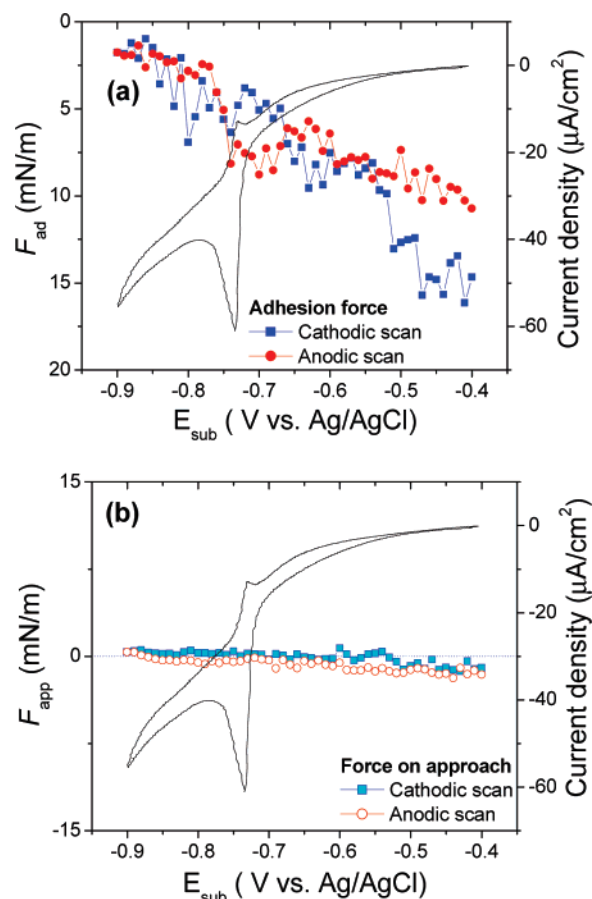 (a)
0
5
10
15
20
F_ad (mN/m)
0
-20
-40
-60
Current density (µA/cm²)
Adhesion force
Cathodic scan
Anodic scan
-0.9 -0.8 -0.7 -0.6 -0.5 -0.4
E_sub ( V vs. Ag/AgCl)
(b)
15
0
-15
F_app (mN/m)
0
-20
-40
-60
Current density (µA/cm²)
Force on approach
Cathodic scan
Anodic scan
-0.9 -0.8 -0.7 -0.6 -0.5 -0.4
E_sub ( V vs. Ag/AgCl)